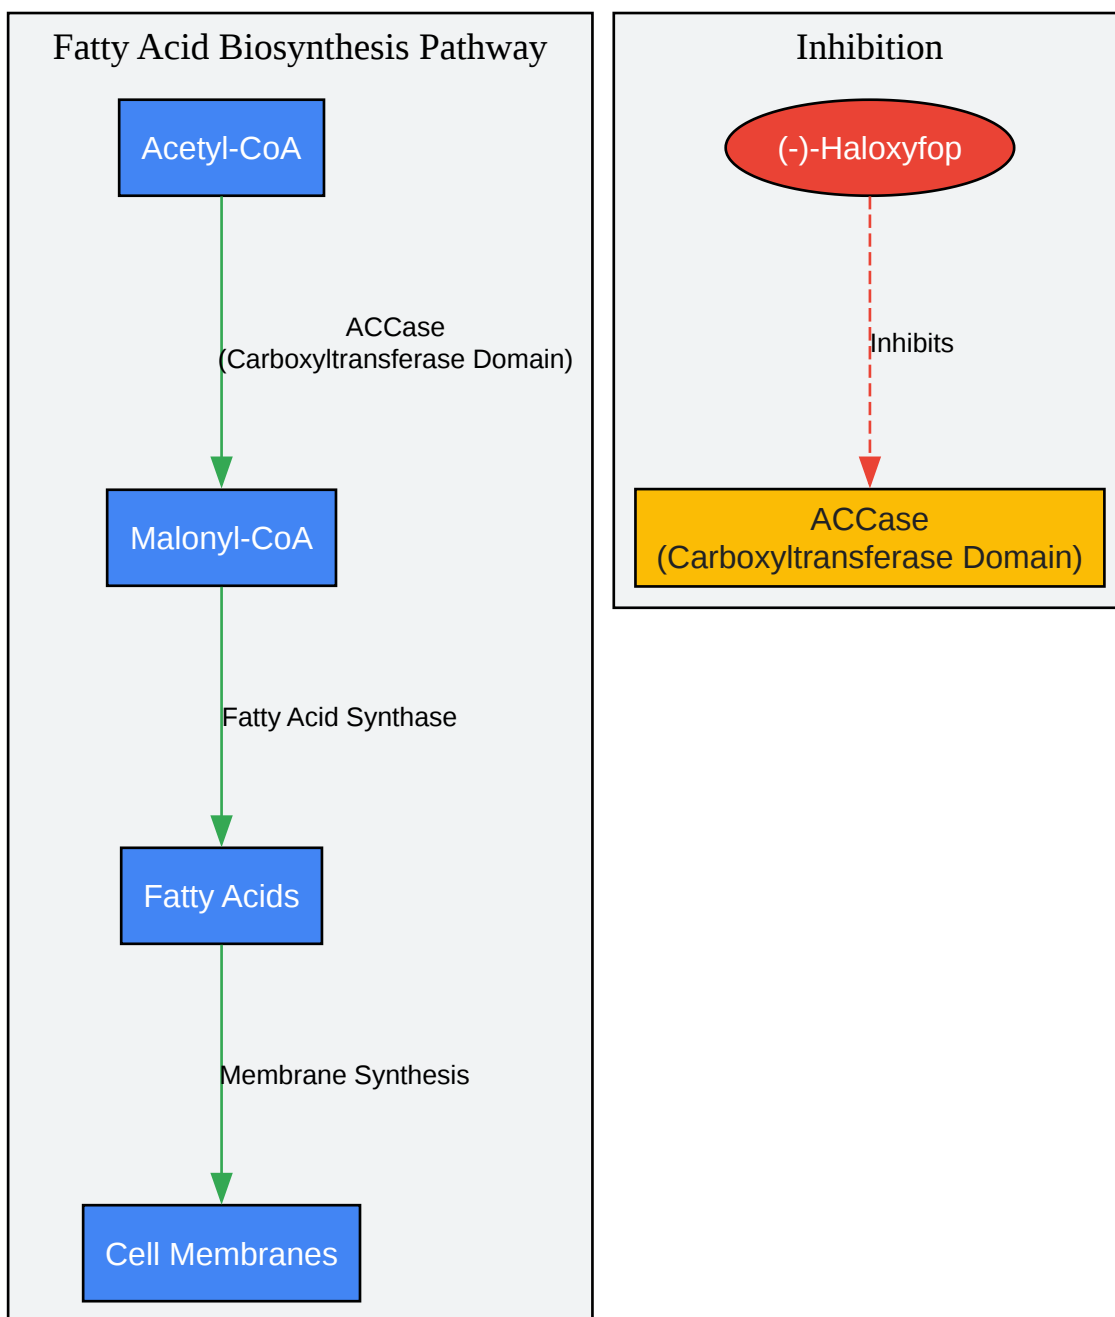 Fatty Acid Biosynthesis Pathway
Acetyl-CoA
ACCase
(Carboxyltransferase Domain)
Malonyl-CoA
Fatty Acid Synthase
Fatty Acids
Membrane Synthesis
Cell Membranes
Inhibition
(-)-Haloxyfop
Inhibits
ACCase
(Carboxyltransferase Domain)